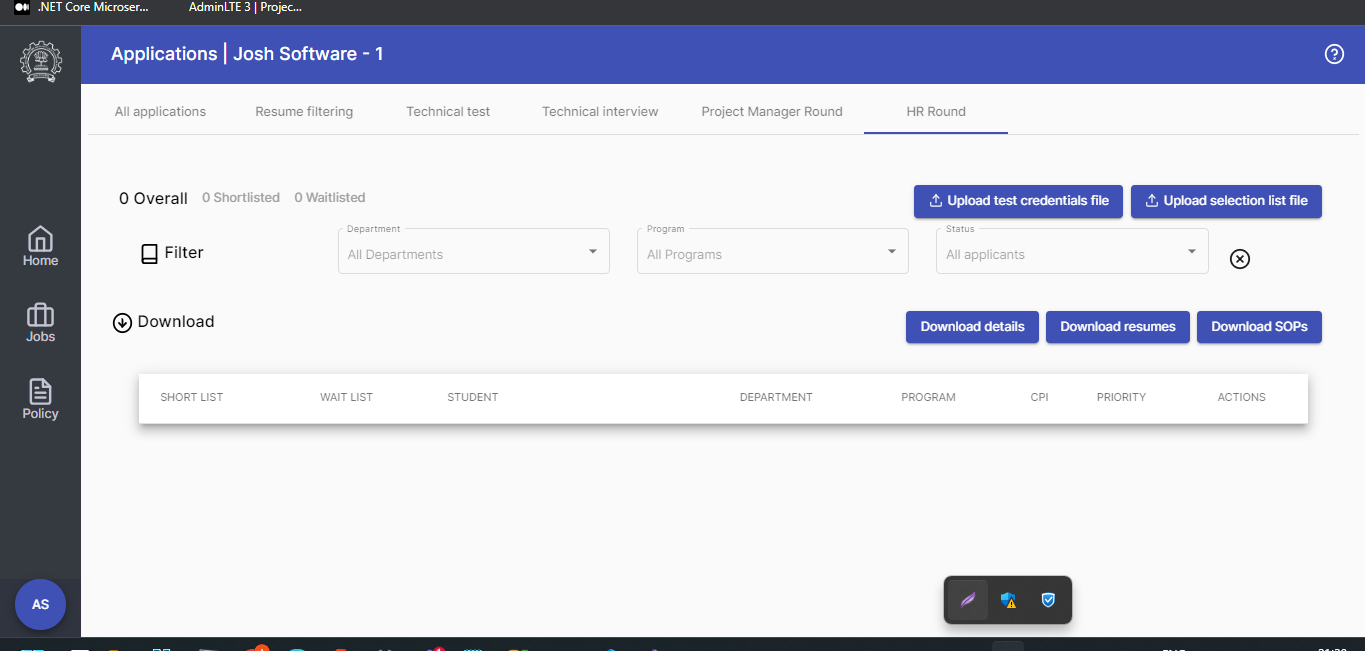 .NET Core Microser... AdminLTE 3 | Projec...
Applications | Josh Software - 1
All applications Resume filtering Technical test Technical interview Project Manager Round HR Round
0 Overall 0 Shortlisted 0 Waitlisted Upload test credentials file Upload selection list file
Department Program Status
Filter All Departments All Programs All applicants
Home
Download Download details Download resumes Download SOPs
Jobs
SHORT LIST WAIT LIST STUDENT DEPARTMENT PROGRAM CPI PRIORITY ACTIONS
Policy
AS